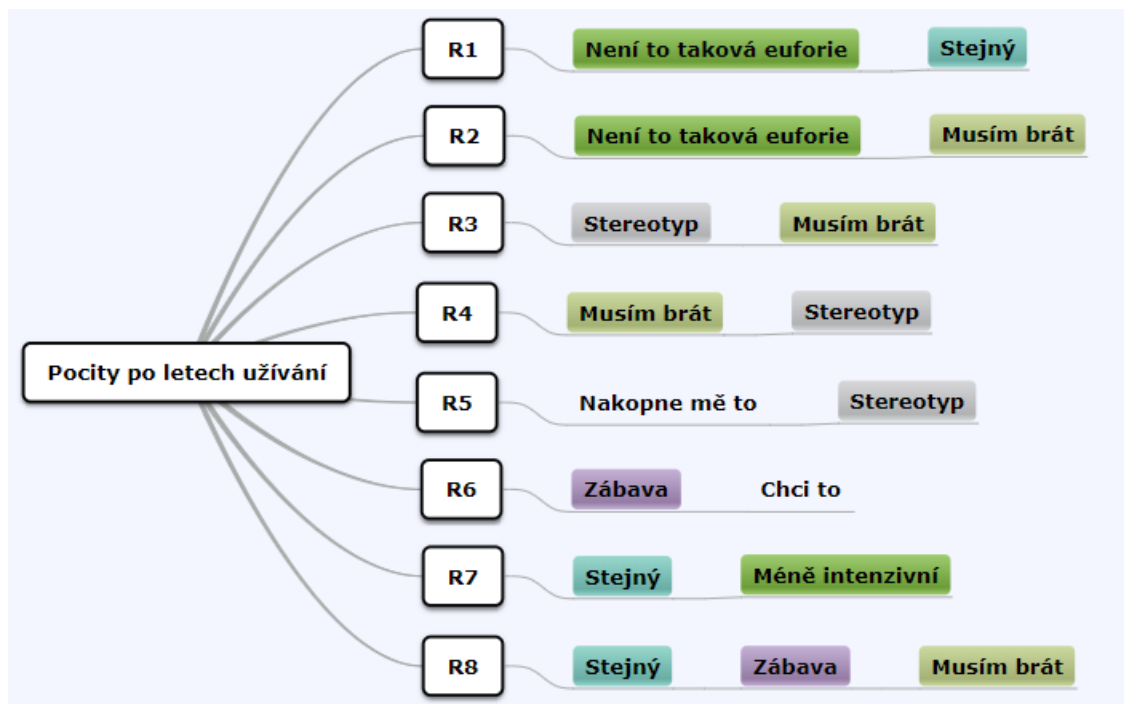 R1 Není to taková euforie Stejný
R2 Není to taková euforie Musím brát
R3 Stereotyp Musím brát
R4 Musím brát Stereotyp
Pocity po letech užívání
R5 Nakopne mě to Stereotyp
R6 Zábava Chci to
R7 Stejný Méně intenzivní
R8 Stejný Zábava Musím brát